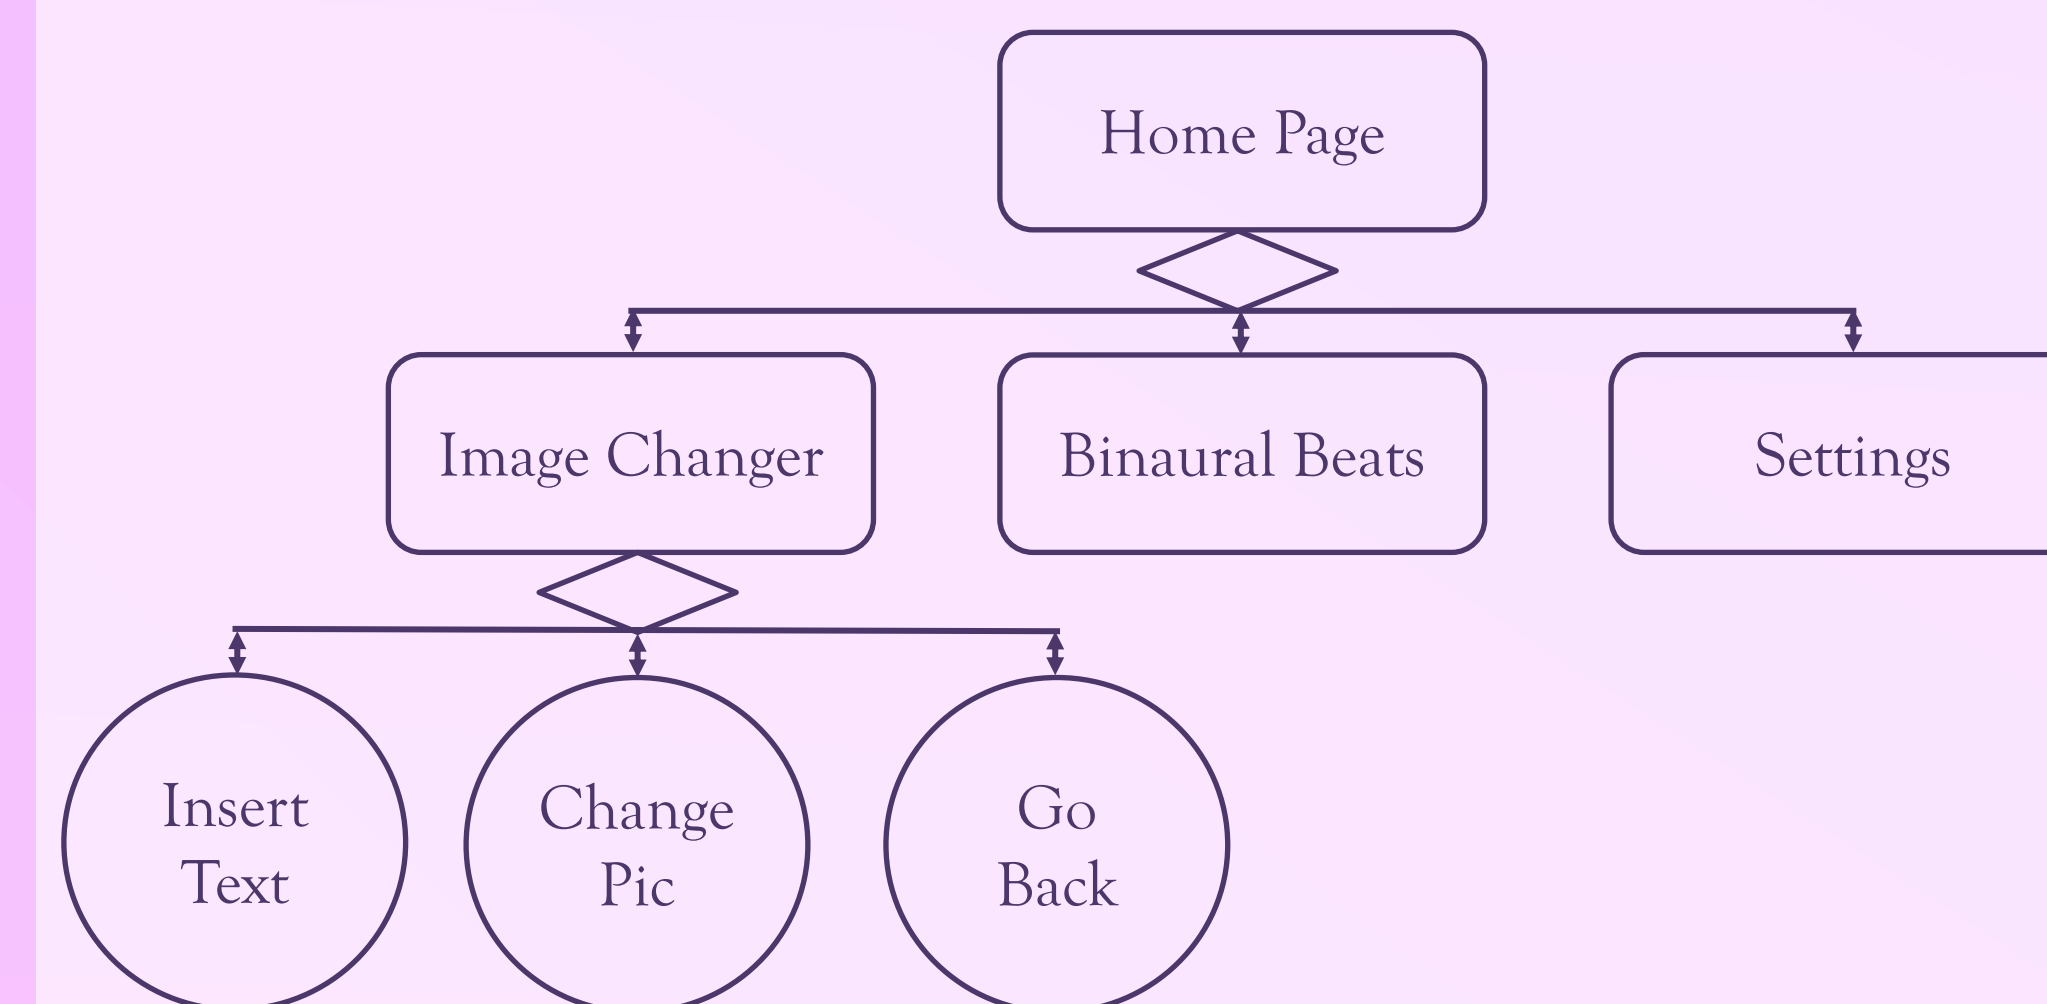 Home Page
Image Changer
Binaural Beats
Settings
Insert
Text
Change
Pic
Go
Back